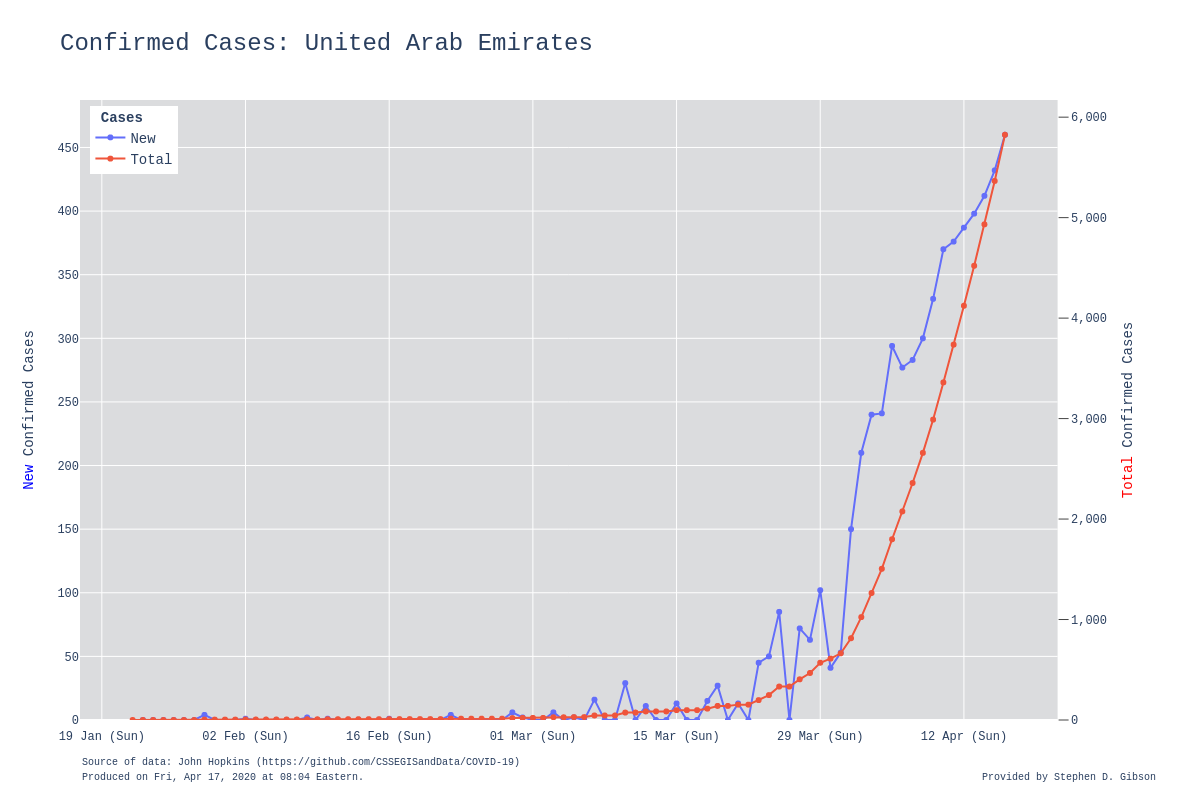 Confirmed Cases: United Arab Emirates
Cases
New
Total
450
400
350
300
250
200
150
100
50
0
New Confirmed Cases
6,000
5,000
4,000
3,000
2,000
1,000
0
Total Confirmed Cases
19 Jan (Sun)
02 Feb (Sun)
16 Feb (Sun)
01 Mar (Sun)
15 Mar (Sun)
29 Mar (Sun)
12 Apr (Sun)
Source of data: John Hopkins (https://github.com/CSSEGISandData/COVID-19)
Produced on Fri, Apr 17, 2020 at 08:04 Eastern.
Provided by Stephen D. Gibson